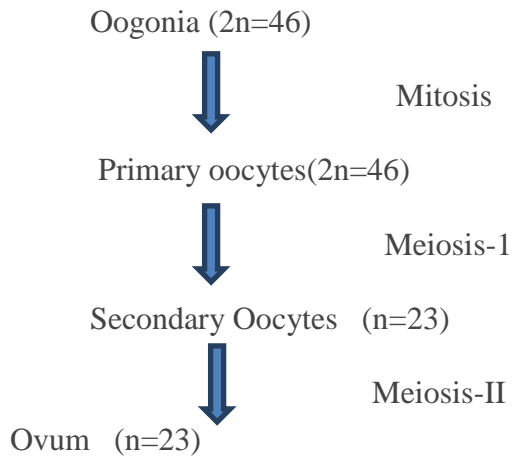 Oogonia (2n=46)
Mitosis
Primary oocytes(2n=46)
Meiosis-1
Secondary Oocytes (n=23)
Meiosis-II
Ovum (n=23)